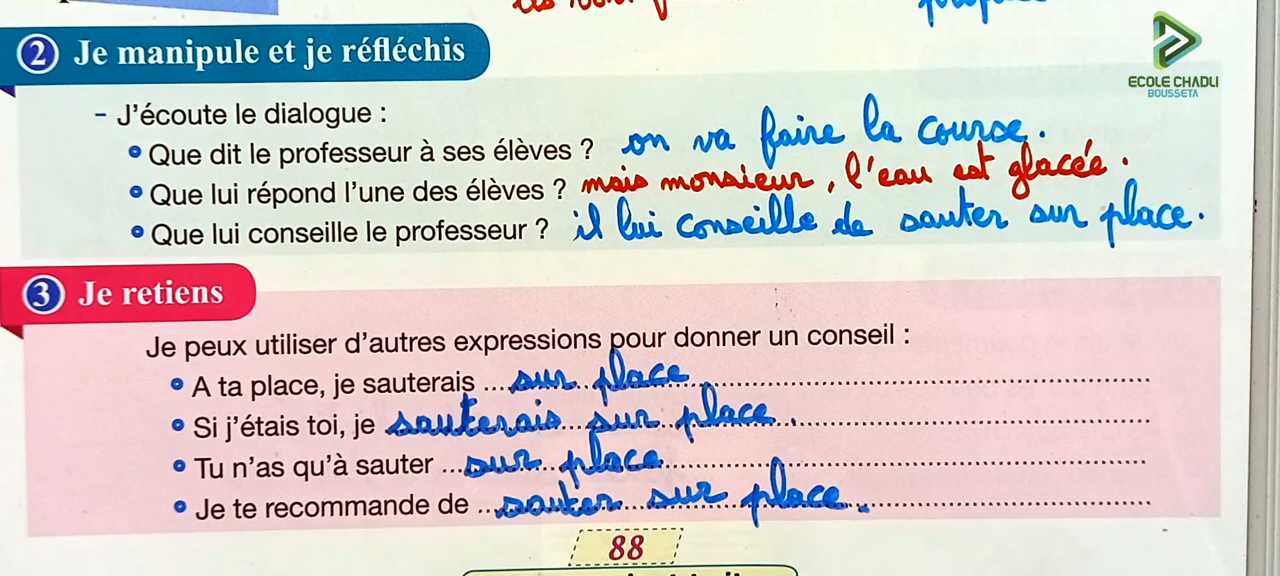 ② Je manipule et je réfléchis
ECOLE CHADLI
BOUSSETA
- J'écoute le dialogue :
• Que dit le professeur à ses élèves ? on va faire la course.
• Que lui répond l'une des élèves ? mais monsieur, l'eau est glacée.
• Que lui conseille le professeur ? il lui conseille de sauter sur place.
③ Je retiens
Je peux utiliser d'autres expressions pour donner un conseil :
• A ta place, je sauterais ... sur place
• Si j'étais toi, je sauterais sur place.
• Tu n'as qu'à sauter ... sur place
• Je te recommande de ... sauter sur place.
88